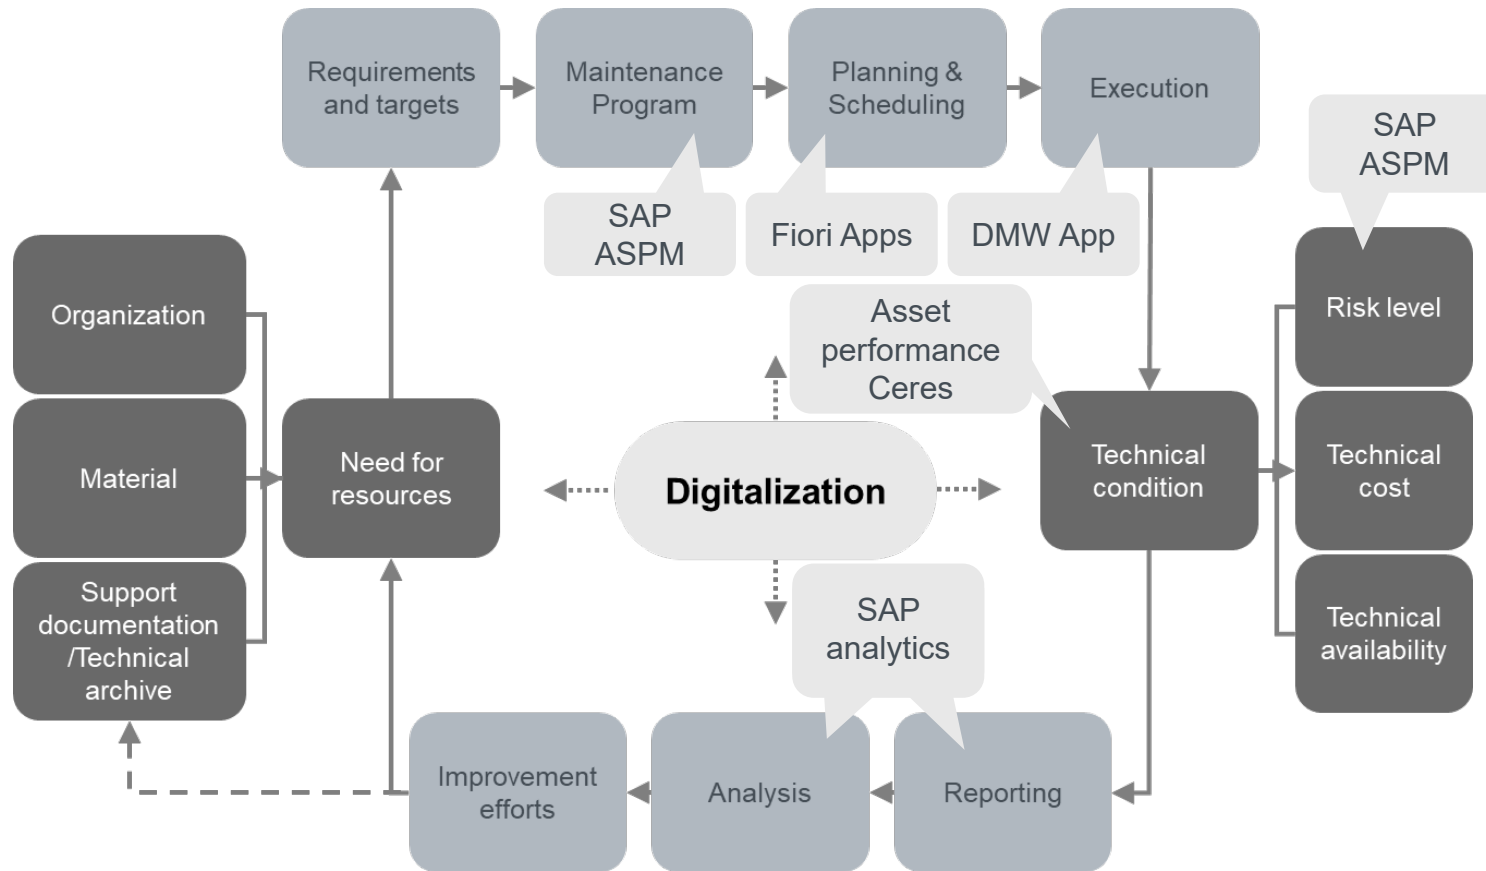 Requirements
and targets
Maintenance
Program
Planning &
Scheduling
Execution
SAP
ASPM
SAP
ASPM
Fiori Apps
DMW App
Organization
Asset
performance
Ceres
Risk level
Material
Need for
resources
Digitalization
Technical
condition
Technical
cost
Support
documentation
/Technical
archive
SAP
analytics
Technical
availability
Improvement
efforts
Analysis
Reporting